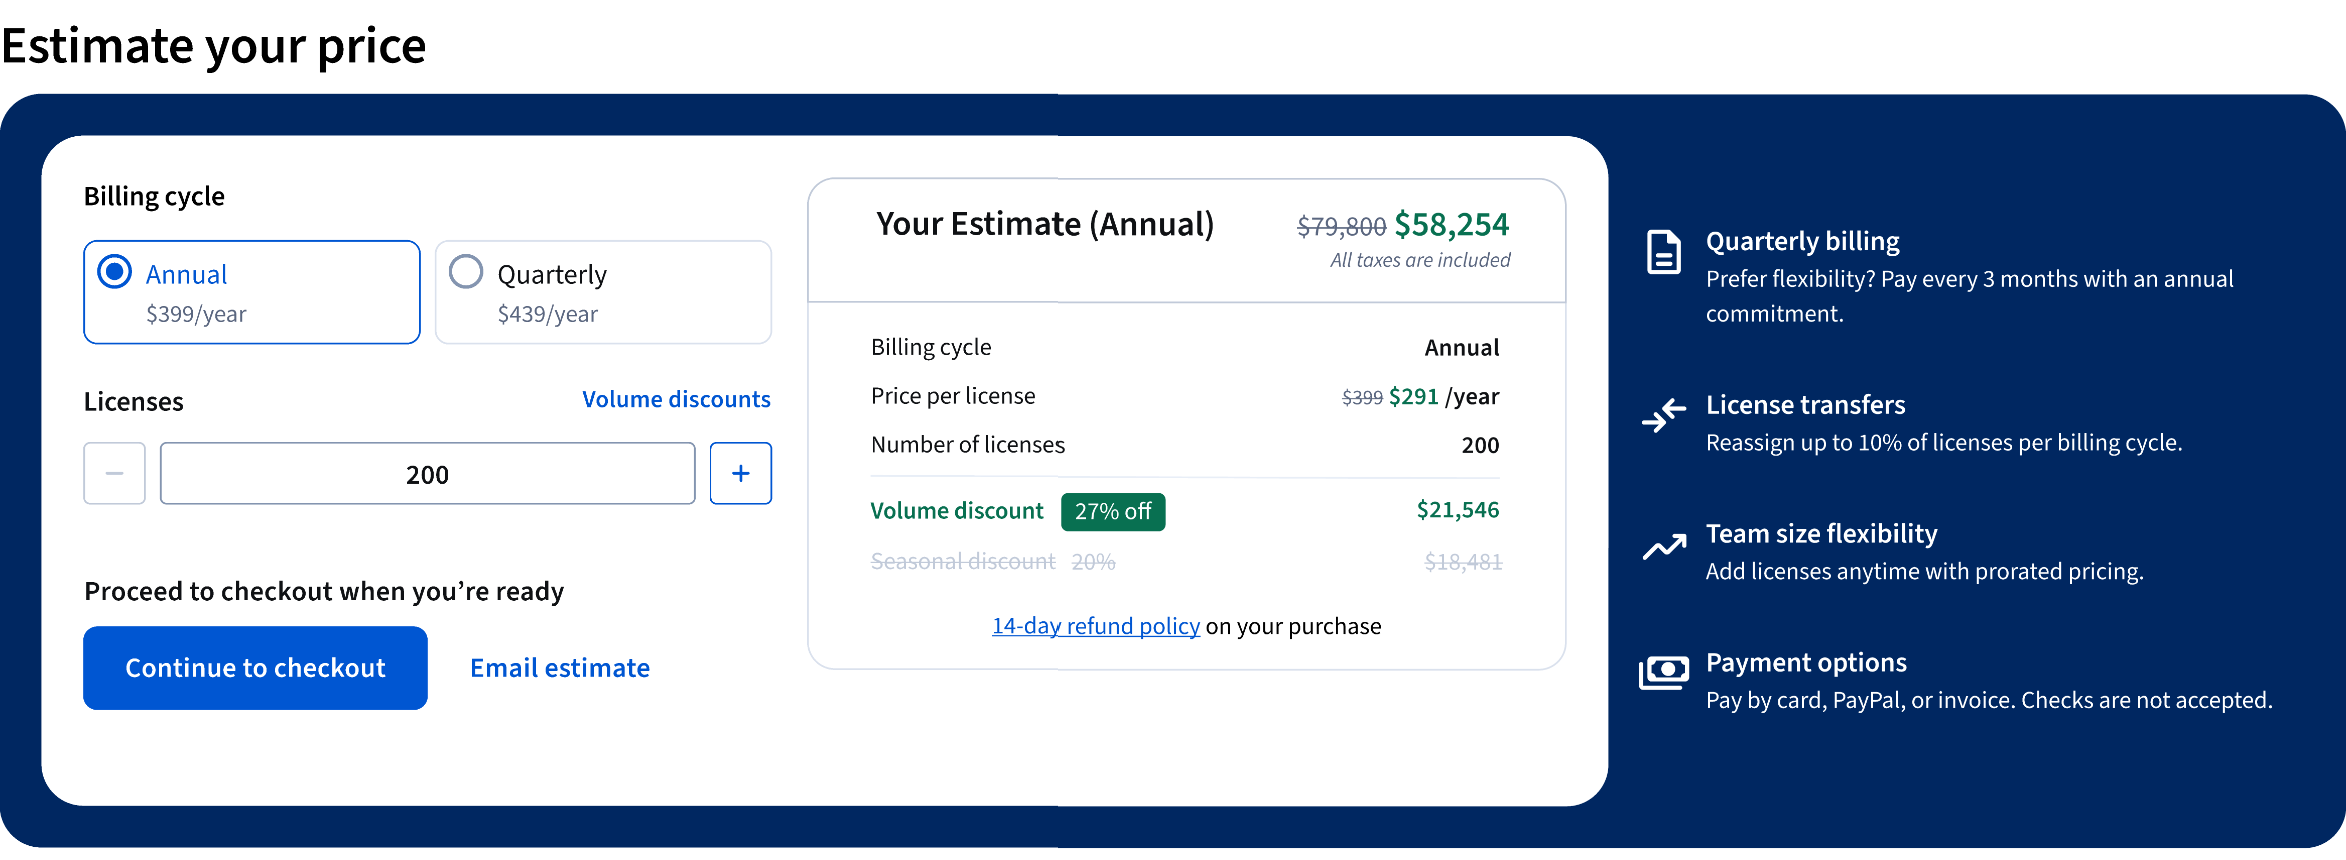 Estimate your price
Billing cycle
Annual
$399/year
Quarterly
$439/year
Licenses
Volume discounts
−
200
+
Proceed to checkout when you’re ready
Continue to checkout
Email estimate
Your Estimate (Annual)
$79,800 $58,254
All taxes are included
Billing cycle Annual
Price per license $399 $291 /year
Number of licenses 200
Volume discount 27% off $21,546
Seasonal discount 20% $18,481
14-day refund policy on your purchase
Quarterly billing
Prefer flexibility? Pay every 3 months with an annual
commitment.
License transfers
Reassign up to 10% of licenses per billing cycle.
Team size flexibility
Add licenses anytime with prorated pricing.
Payment options
Pay by card, PayPal, or invoice. Checks are not accepted.